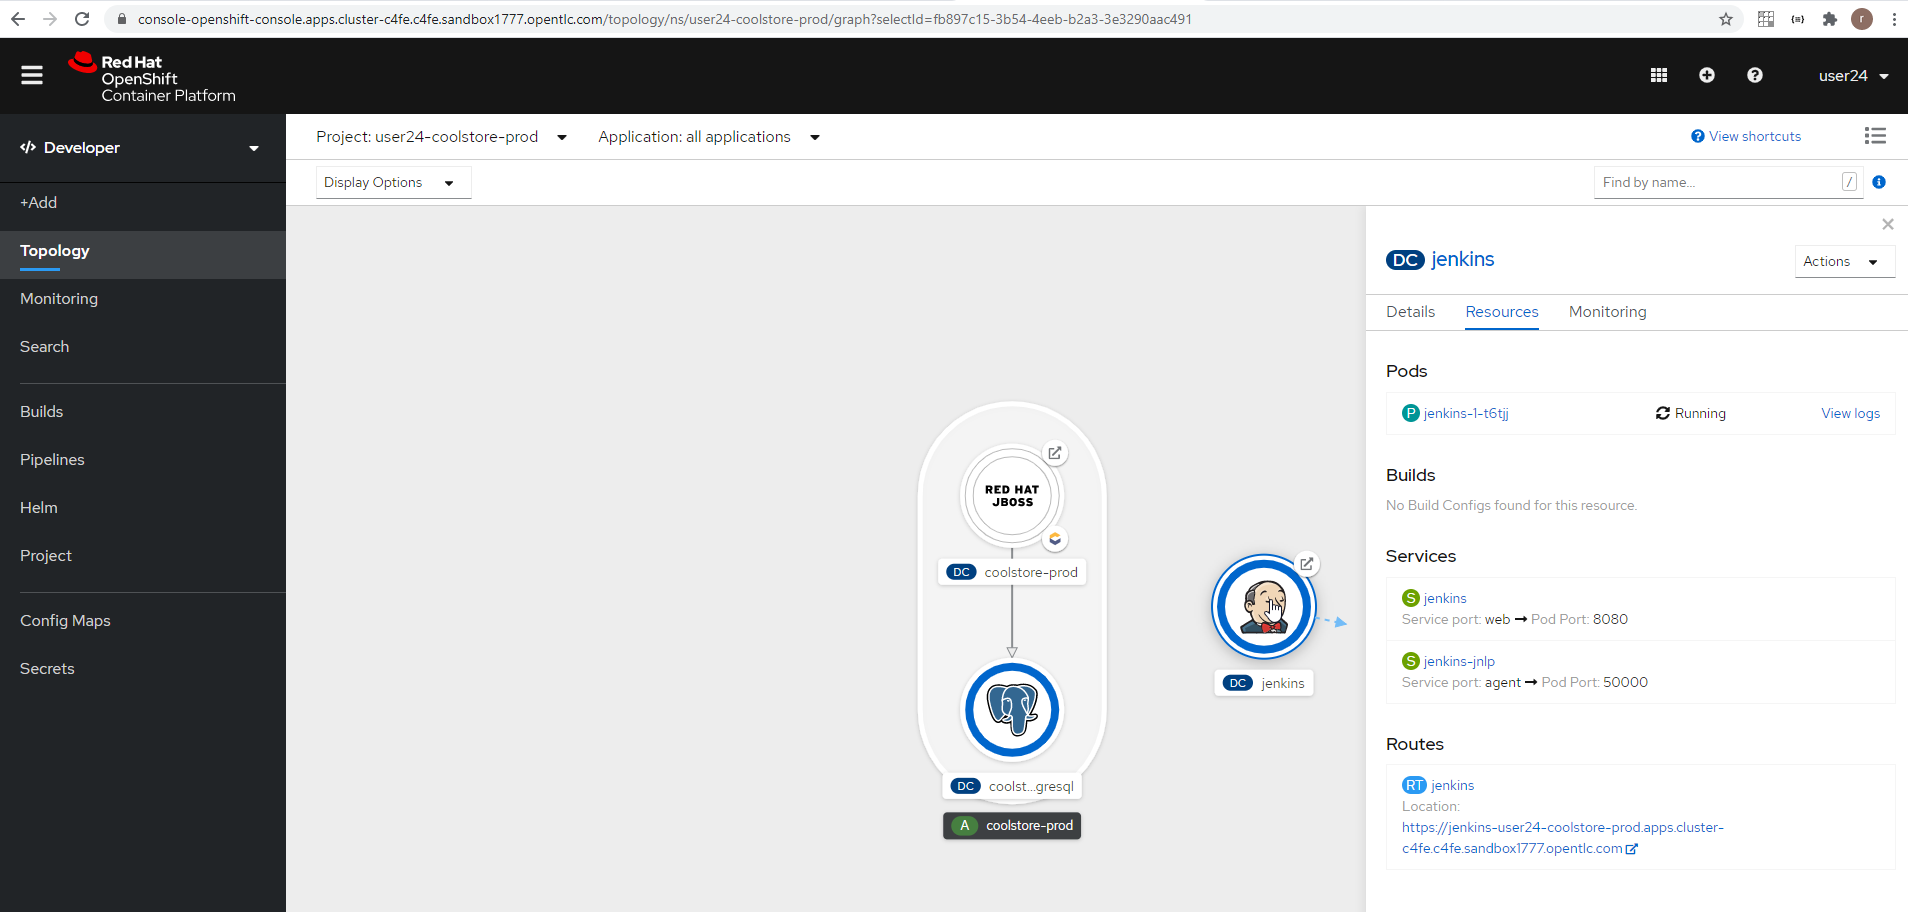 console-openshift-console.apps.cluster-c4fe.c4fe.sandbox1777.opentlc.com/topology/ns/user24-coolstore-prod/graph?selectId=fb897c15-3b54-4eeb-b2a3-3e3290aac491
r
Red Hat
OpenShift
Container Platform
user24
Developer
+Add
Topology
Monitoring
Search
Builds
Pipelines
Helm
Project
Config Maps
Secrets
Project: user24-coolstore-prod
Application: all applications
View shortcuts
Display Options
Find by name...
/
RED HAT
JBOSS
DC coolstore-prod
DC coolst...gresql
A coolstore-prod
DC jenkins
DC jenkins
Actions
Details Resources Monitoring
Pods
P jenkins-1-t6tjj Running View logs
Builds
No Build Configs found for this resource.
Services
S jenkins
Service port: web → Pod Port: 8080
S jenkins-jnlp
Service port: agent → Pod Port: 50000
Routes
RT jenkins
Location:
https://jenkins-user24-coolstore-prod.apps.cluster-
c4fe.c4fe.sandbox1777.opentlc.com